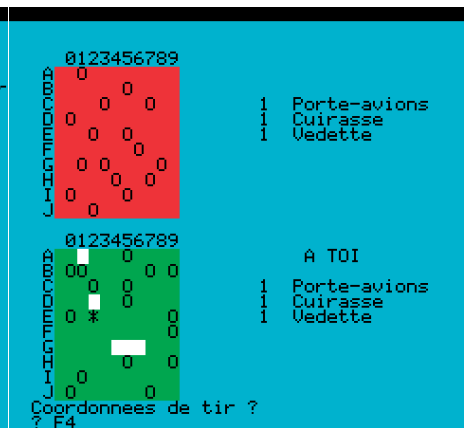 0123456789
A  O
B      O
C    O   O    1 Porte-avions
D O           1 Cuirasse
E   O  O      1 Vedette
F       O
G  O O    O
H     O  O
I O    O
J   O
0123456789
A      O      A TOI
B OO     O O
C   O  O      1 Porte-avions
D      O      1 Cuirasse
E O *      O  1 Vedette
F          O
G
H      O   O
I  O
J O      O
Coordonnees de tir ?
? F4